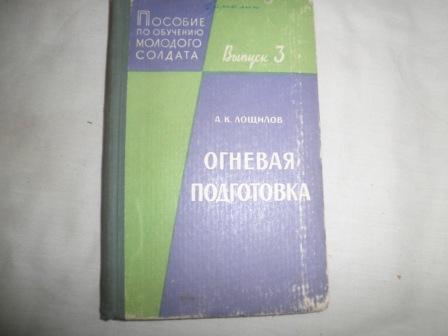 ПОСОБИЕ
ПО ОБУЧЕНИЮ
МОЛОДОГО
СОЛДАТА
Выпуск 3
А. К. ЛОЩИЛОВ
ОГНЕВАЯ
ПОДГОТОВКА